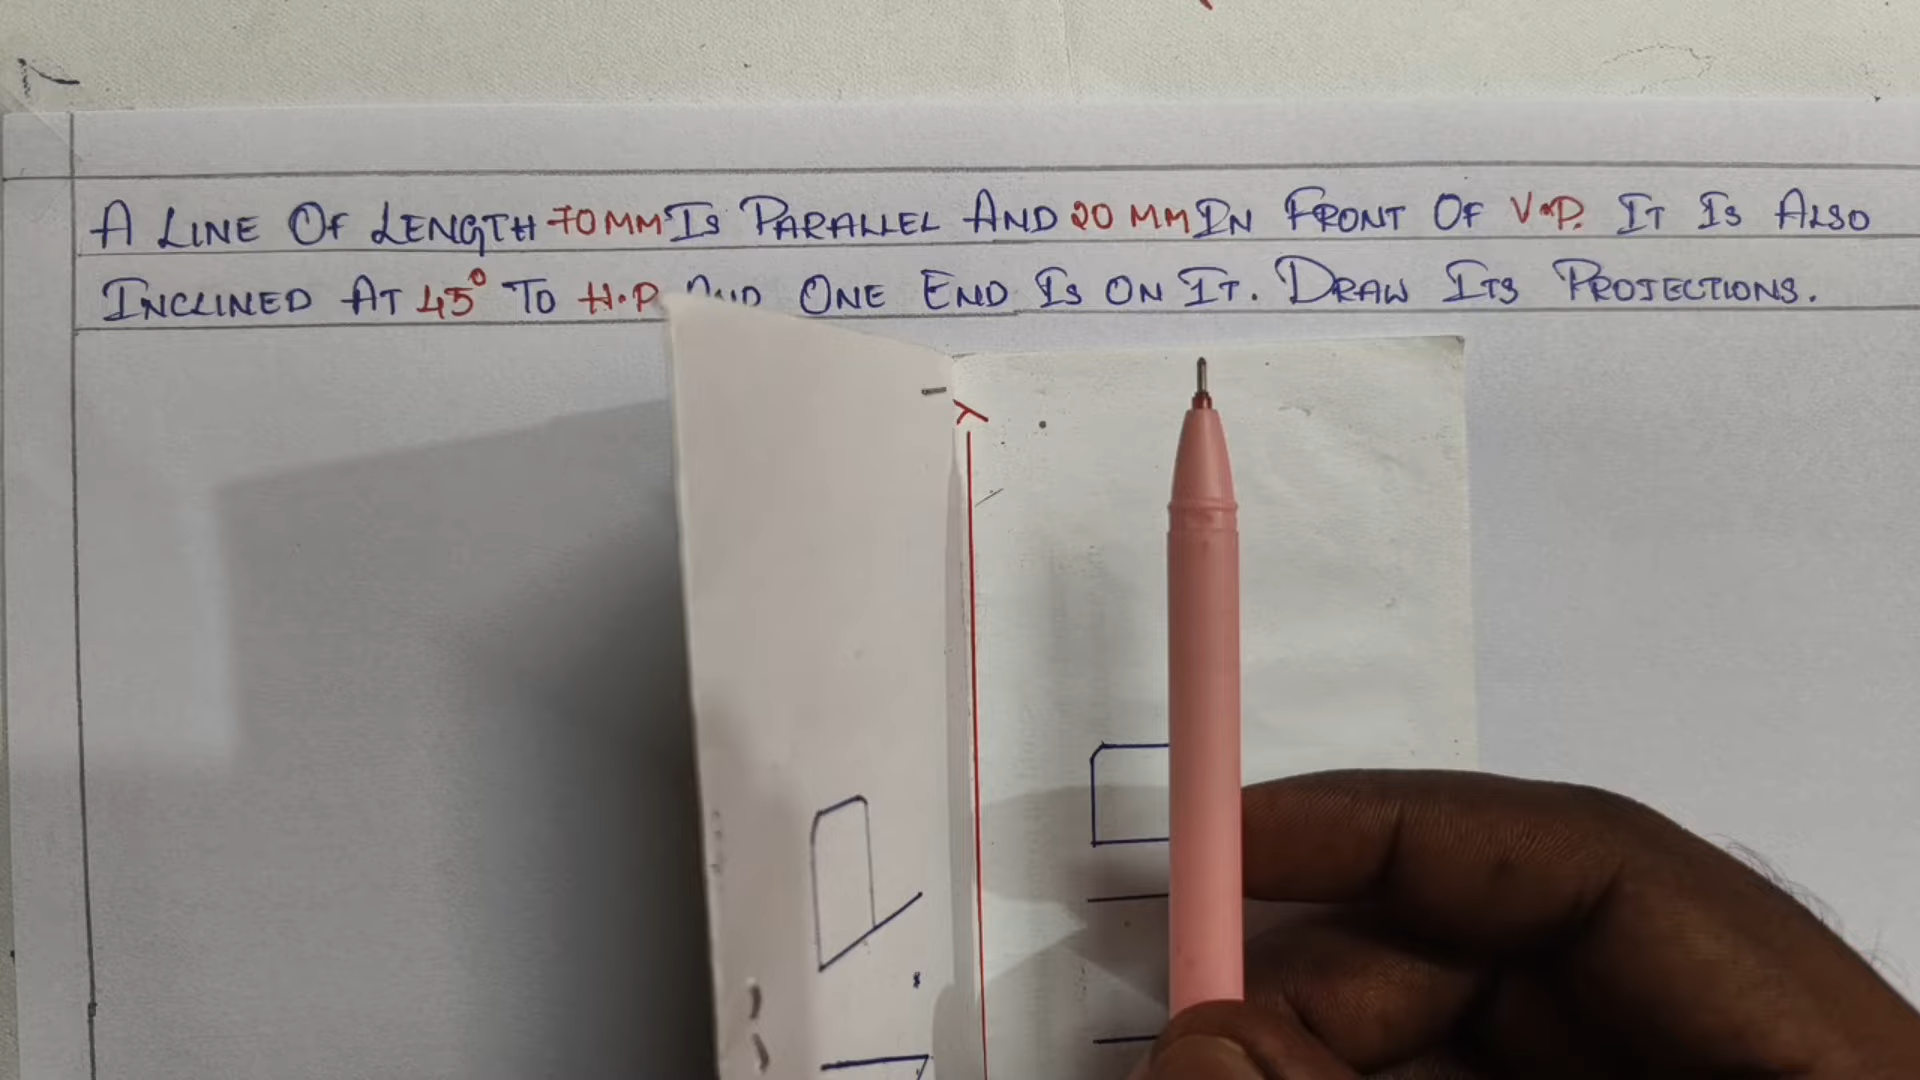 A LINE OF LENGTH 70 MM IS PARALLEL AND 20 MM IN FRONT OF V.P. IT IS ALSO
INCLINED AT 45° TO H.P AND ONE END IS ON IT. DRAW ITS PROJECTIONS.
Y